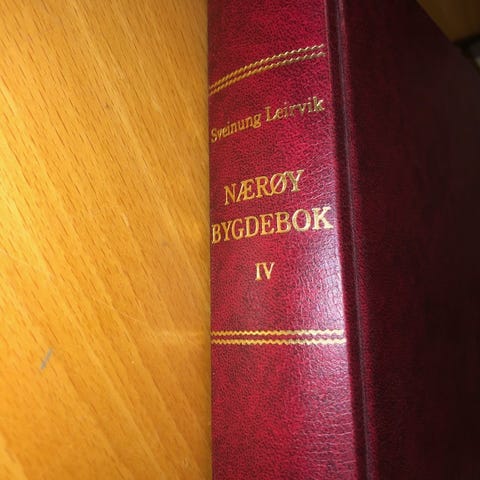 Sveinung Leirvik
NÆRØY
BYGDEBOK
IV